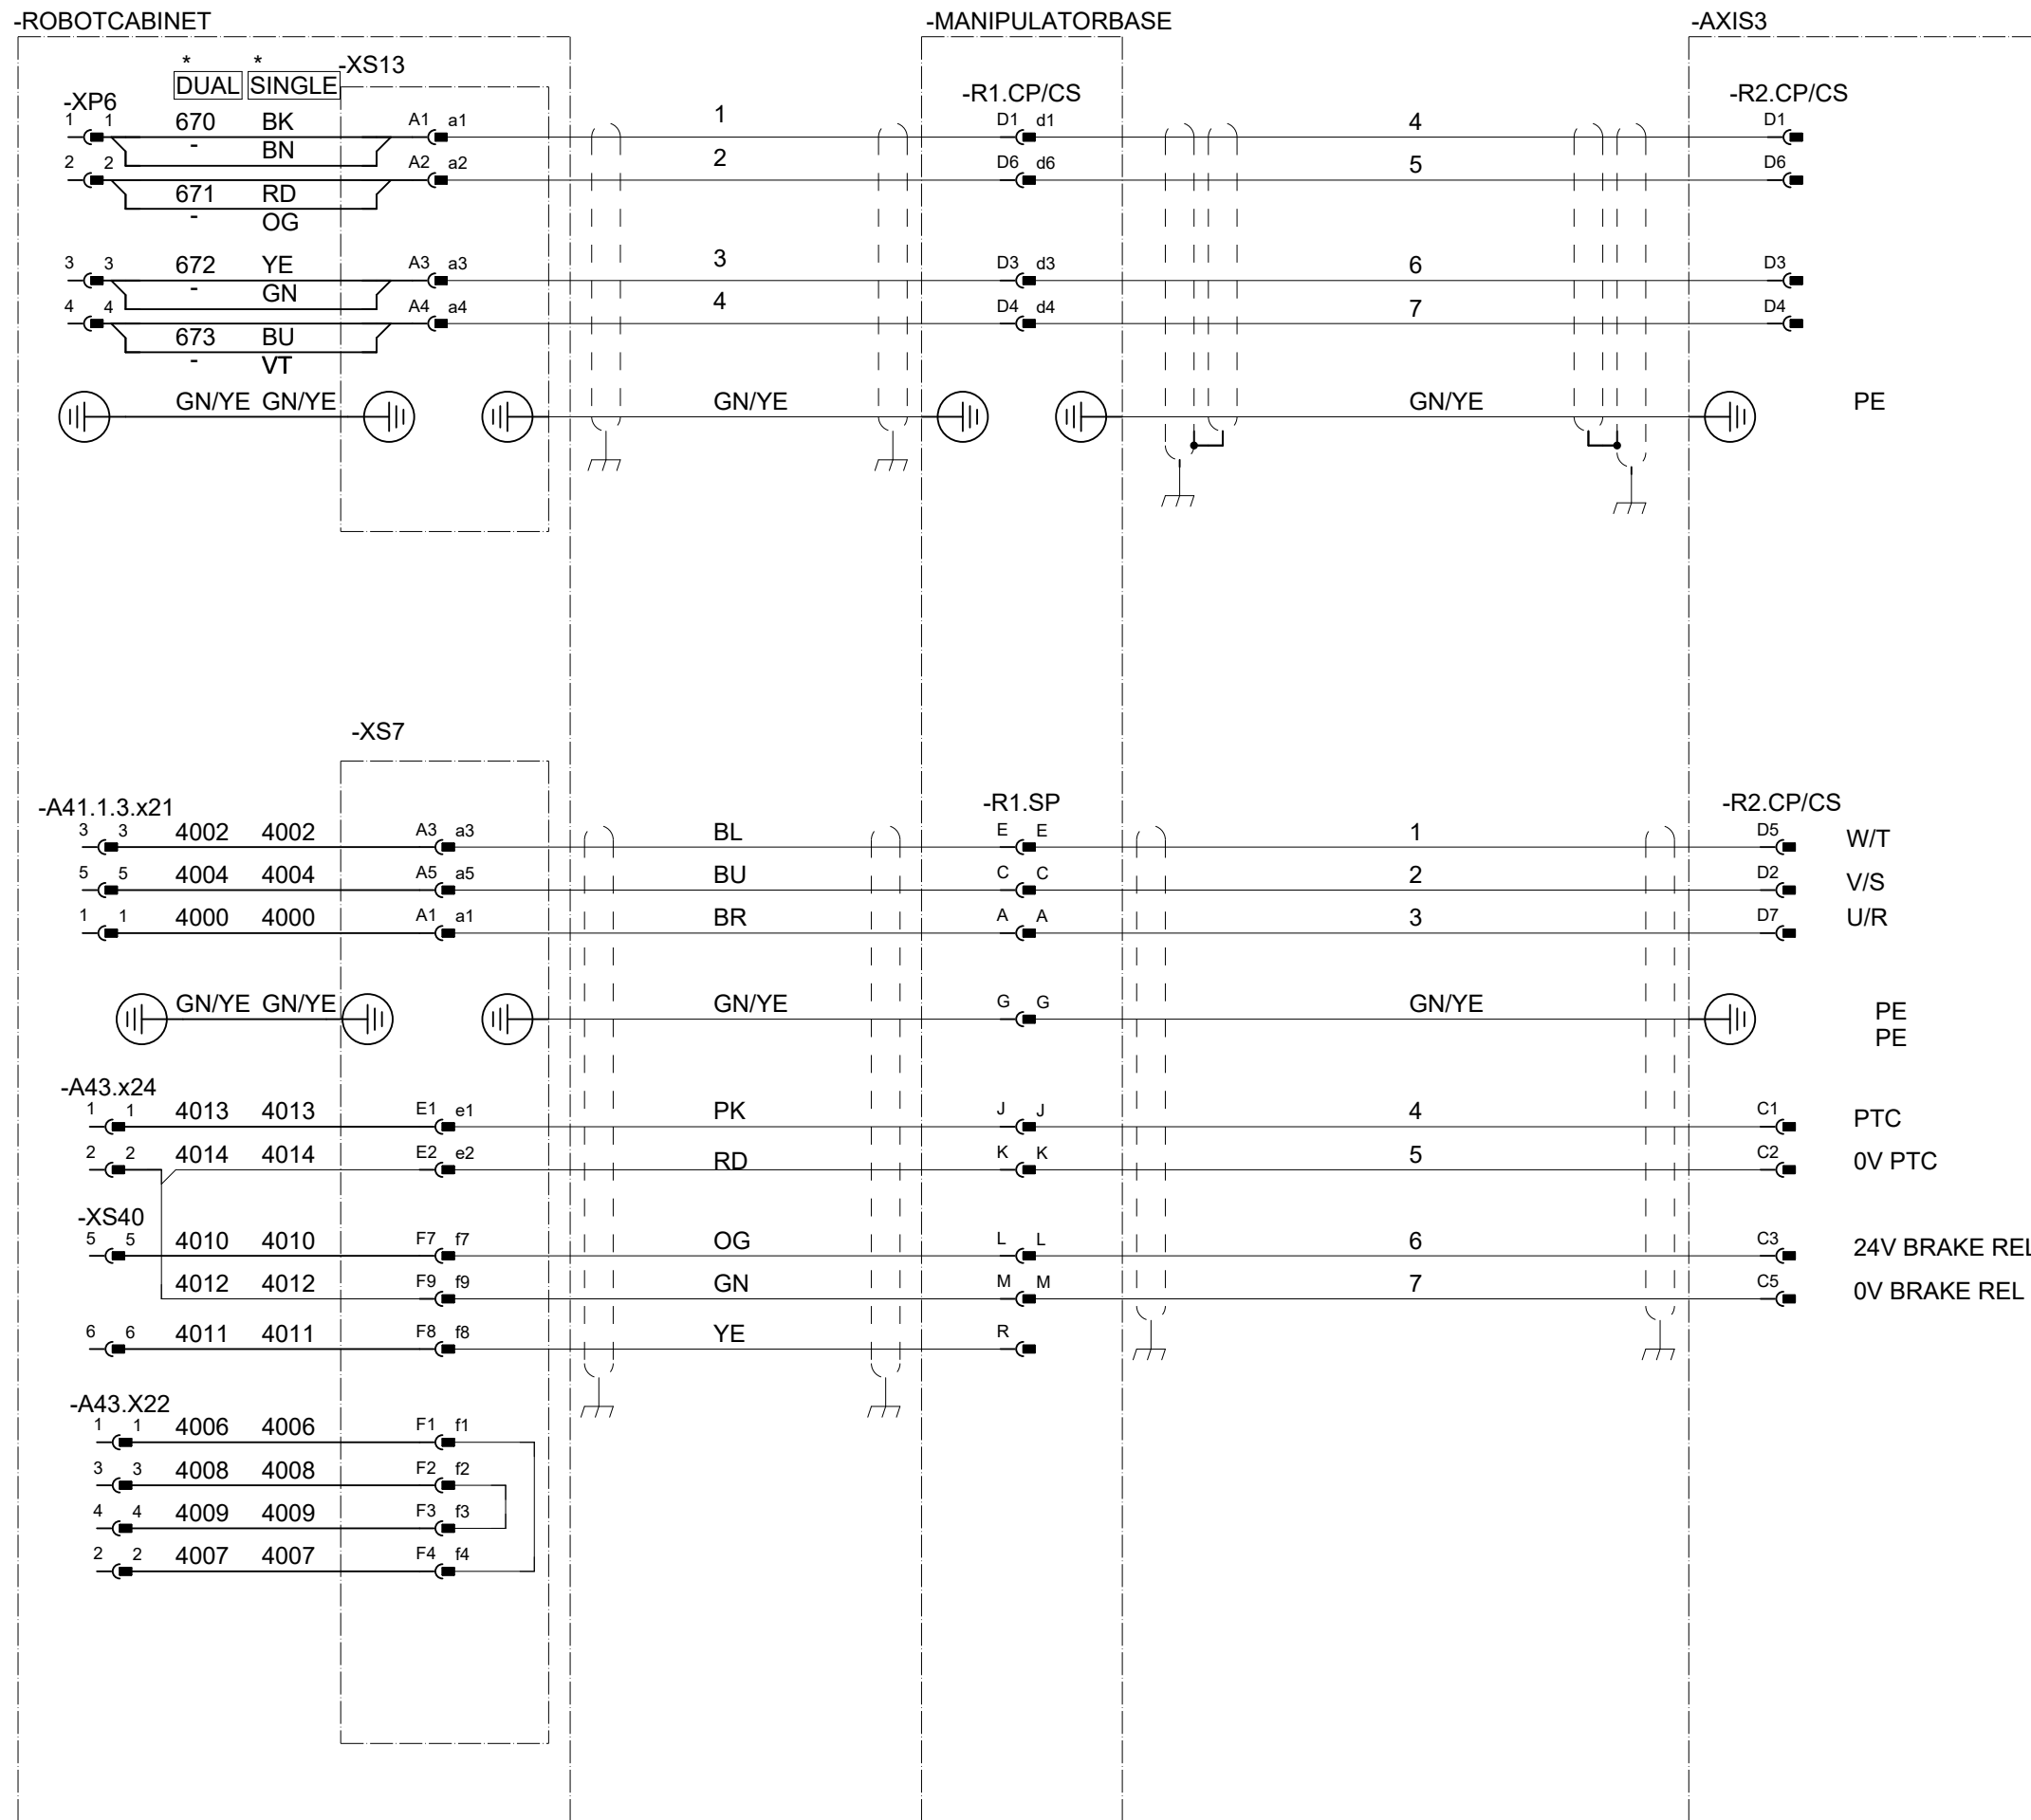 -ROBOTCABINET -MANIPULATORBASE -AXIS3
* *
DUAL SINGLE -XS13
-XP6 -R1.CP/CS -R2.CP/CS
1 1 670 BK A1 a1 1 D1 d1 4 D1
- BN
2 2 A2 a2 2 D6 d6 5 D6
671 RD
- OG
3 3 672 YE A3 a3 3 D3 d3 6 D3
- GN
4 4 A4 a4 4 D4 d4 7 D4
673 BU
- VT
GN/YE GN/YE GN/YE GN/YE PE
-XS7
-A41.1.3.x21 -R1.SP -R2.CP/CS
3 3 4002 4002 A3 a3 BL E E 1 D5 W/T
5 5 4004 4004 A5 a5 BU C C 2 D2 V/S
1 1 4000 4000 A1 a1 BR A A 3 D7 U/R
GN/YE GN/YE GN/YE G G GN/YE PE
PE
-A43.x24
1 1 4013 4013 E1 e1 PK J J 4 C1 PTC
2 2 4014 4014 E2 e2 RD K K 5 C2 0V PTC
-XS40
5 5 4010 4010 F7 f7 OG L L 6 C3 24V BRAKE REL
4012 4012 F9 f9 GN M M 7 C5 0V BRAKE REL
6 6 4011 4011 F8 f8 YE R
-A43.X22
1 1 4006 4006 F1 f1
3 3 4008 4008 F2 f2
4 4 4009 4009 F3 f3
2 2 4007 4007 F4 f4